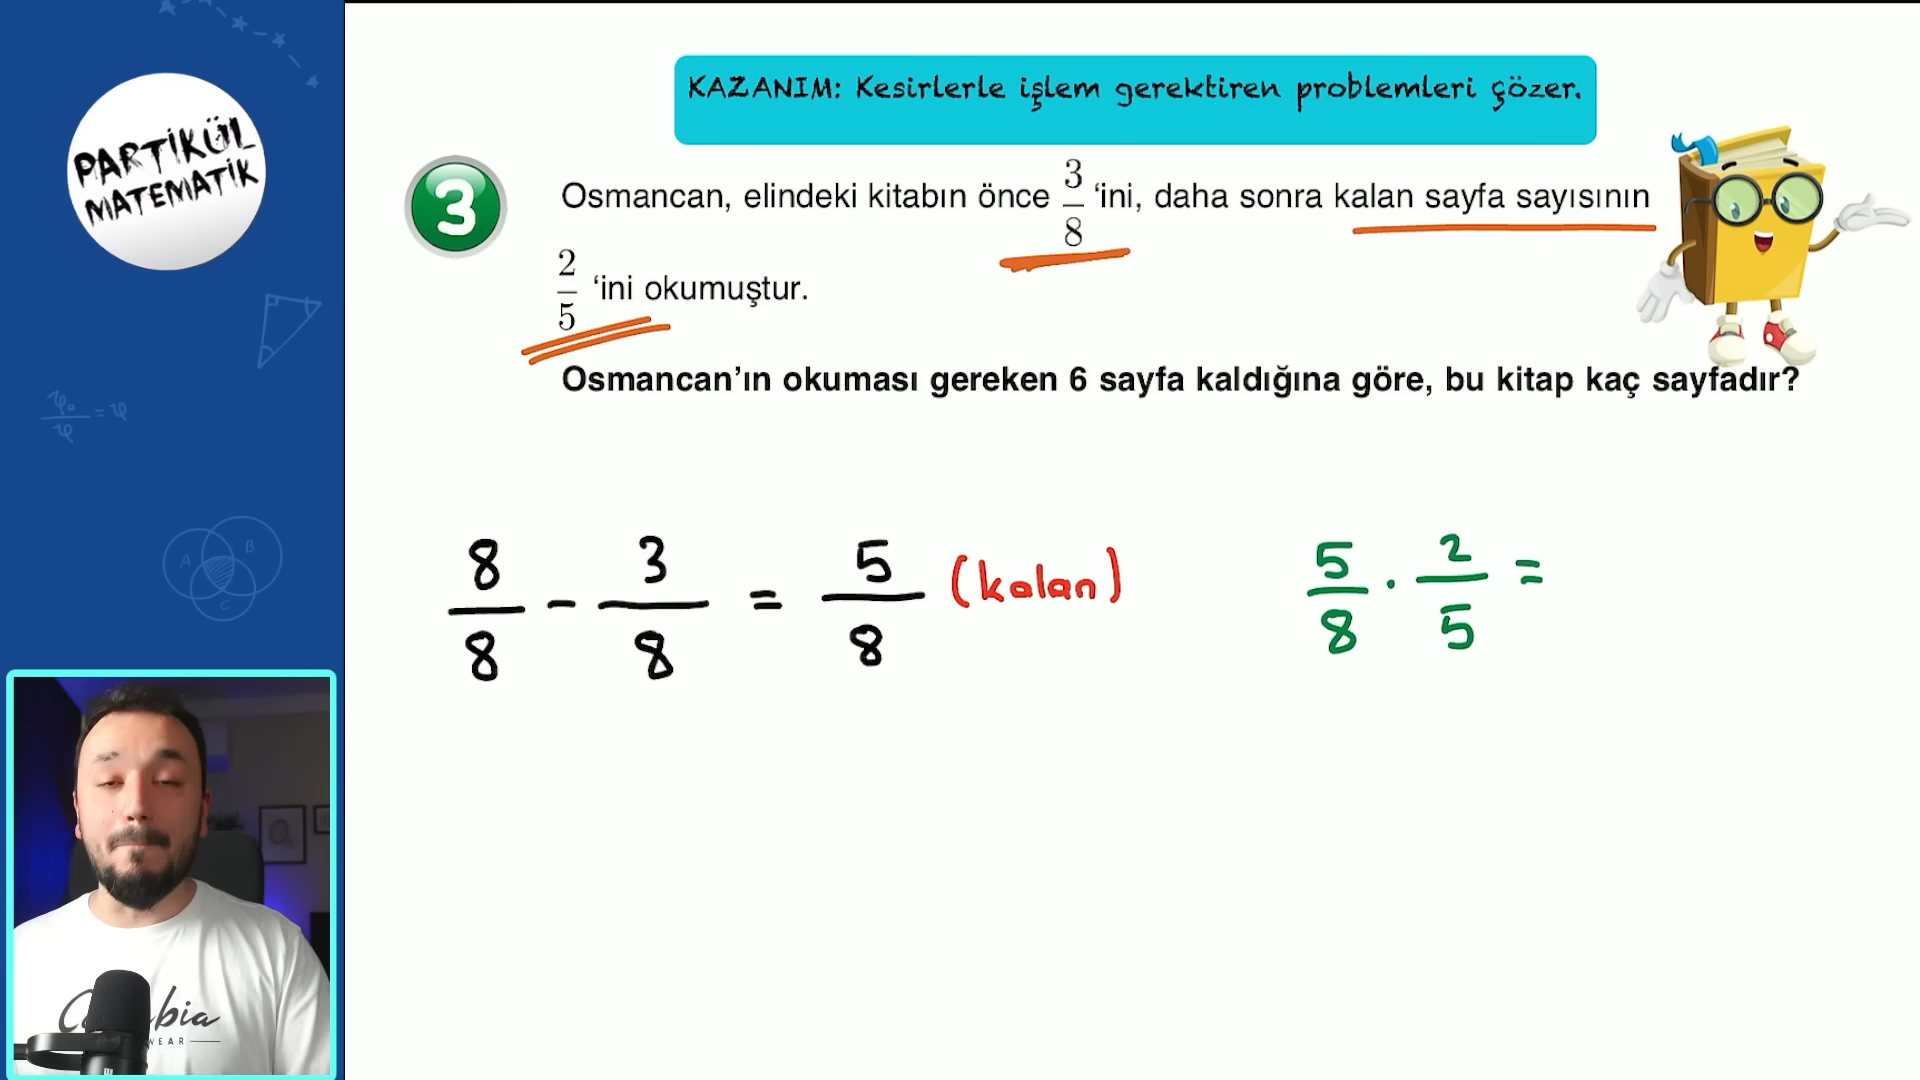 PARTİKÜL
MATEMATİK
KAZANIM: Kesirlerle işlem gerektiren problemleri çözer.
3
Osmancan, elindeki kitabın önce 3/8 ‘ini, daha sonra kalan sayfa sayısının
2/5 ‘ini okumuştur.
Osmancan’ın okuması gereken 6 sayfa kaldığına göre, bu kitap kaç sayfadır?
8/8 - 3/8 = 5/8 (kalan)
5/8 . 2/5 =
A B
C
WEAR